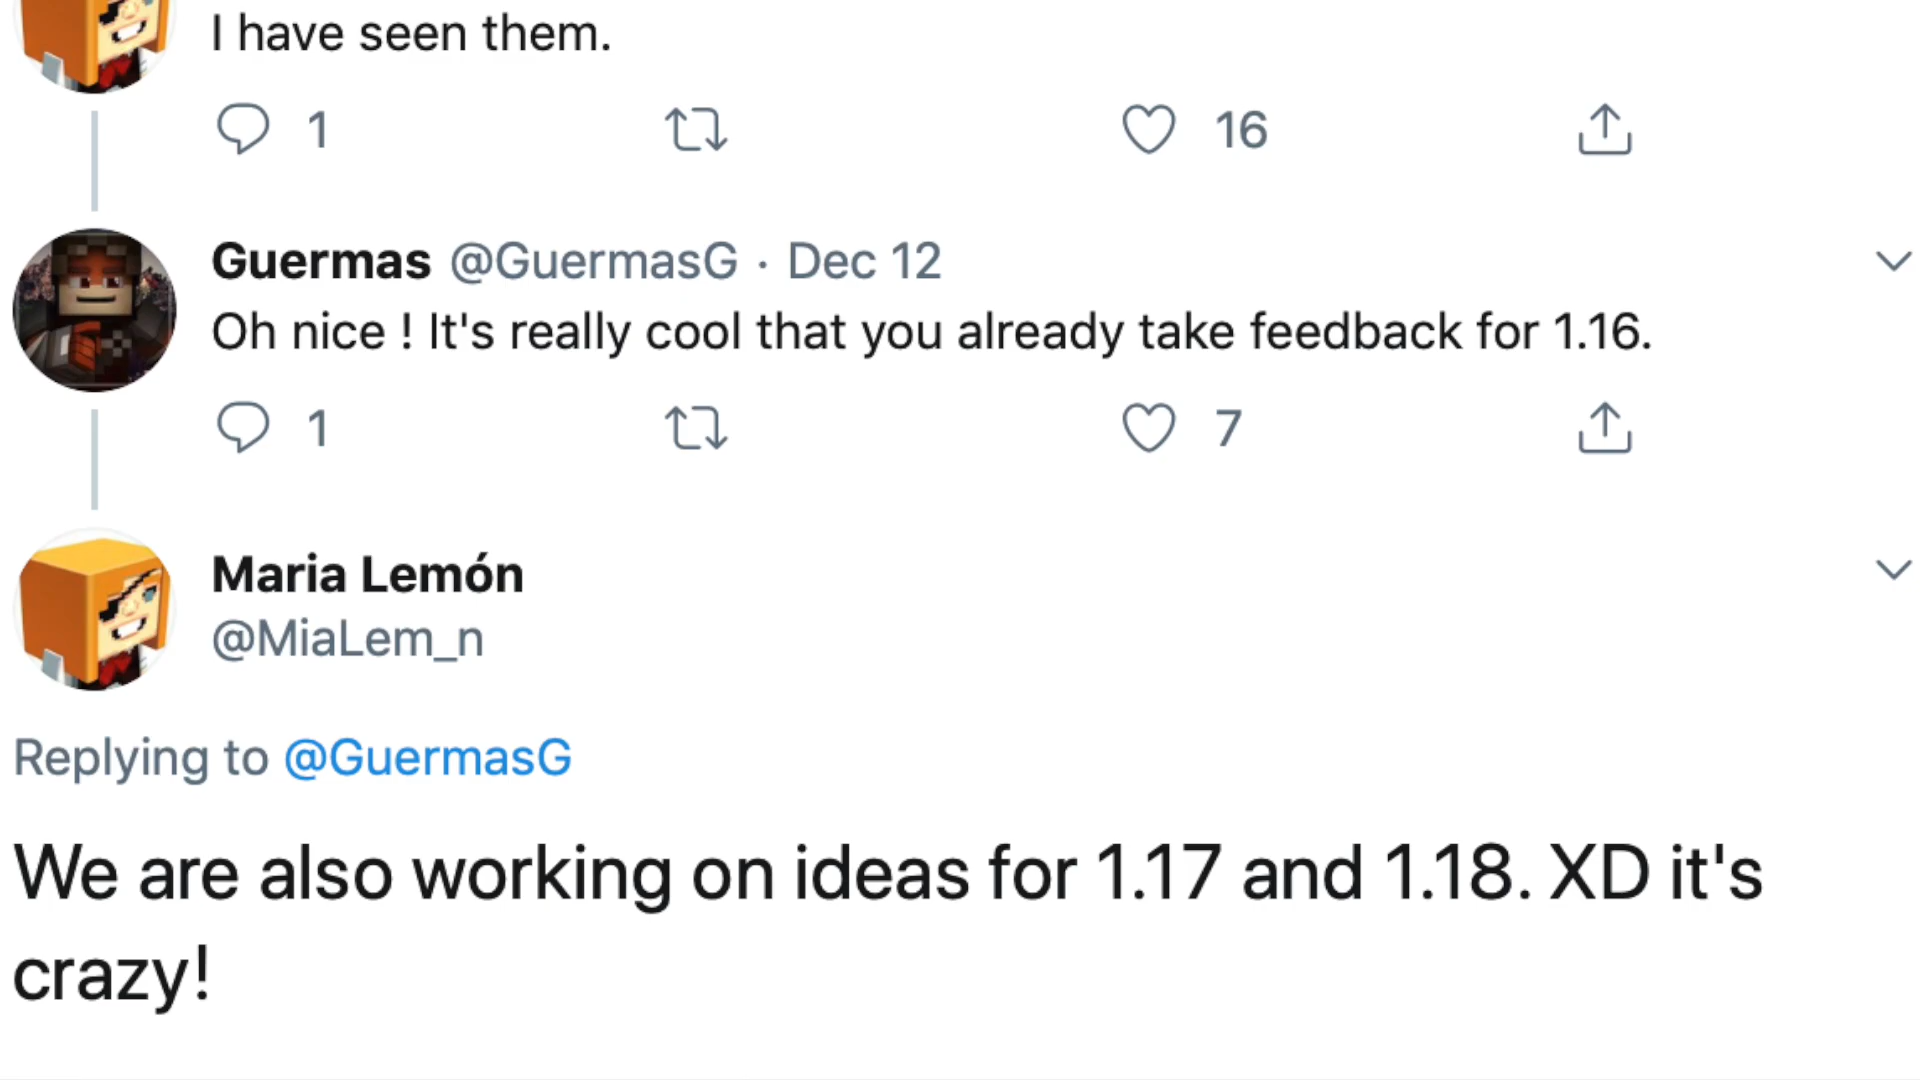 I have seen them.
1 16
Guermas @GuermasG · Dec 12
Oh nice ! It's really cool that you already take feedback for 1.16.
1 7
Maria Lemón
@MiaLem_n
Replying to @GuermasG
We are also working on ideas for 1.17 and 1.18. XD it's
crazy!